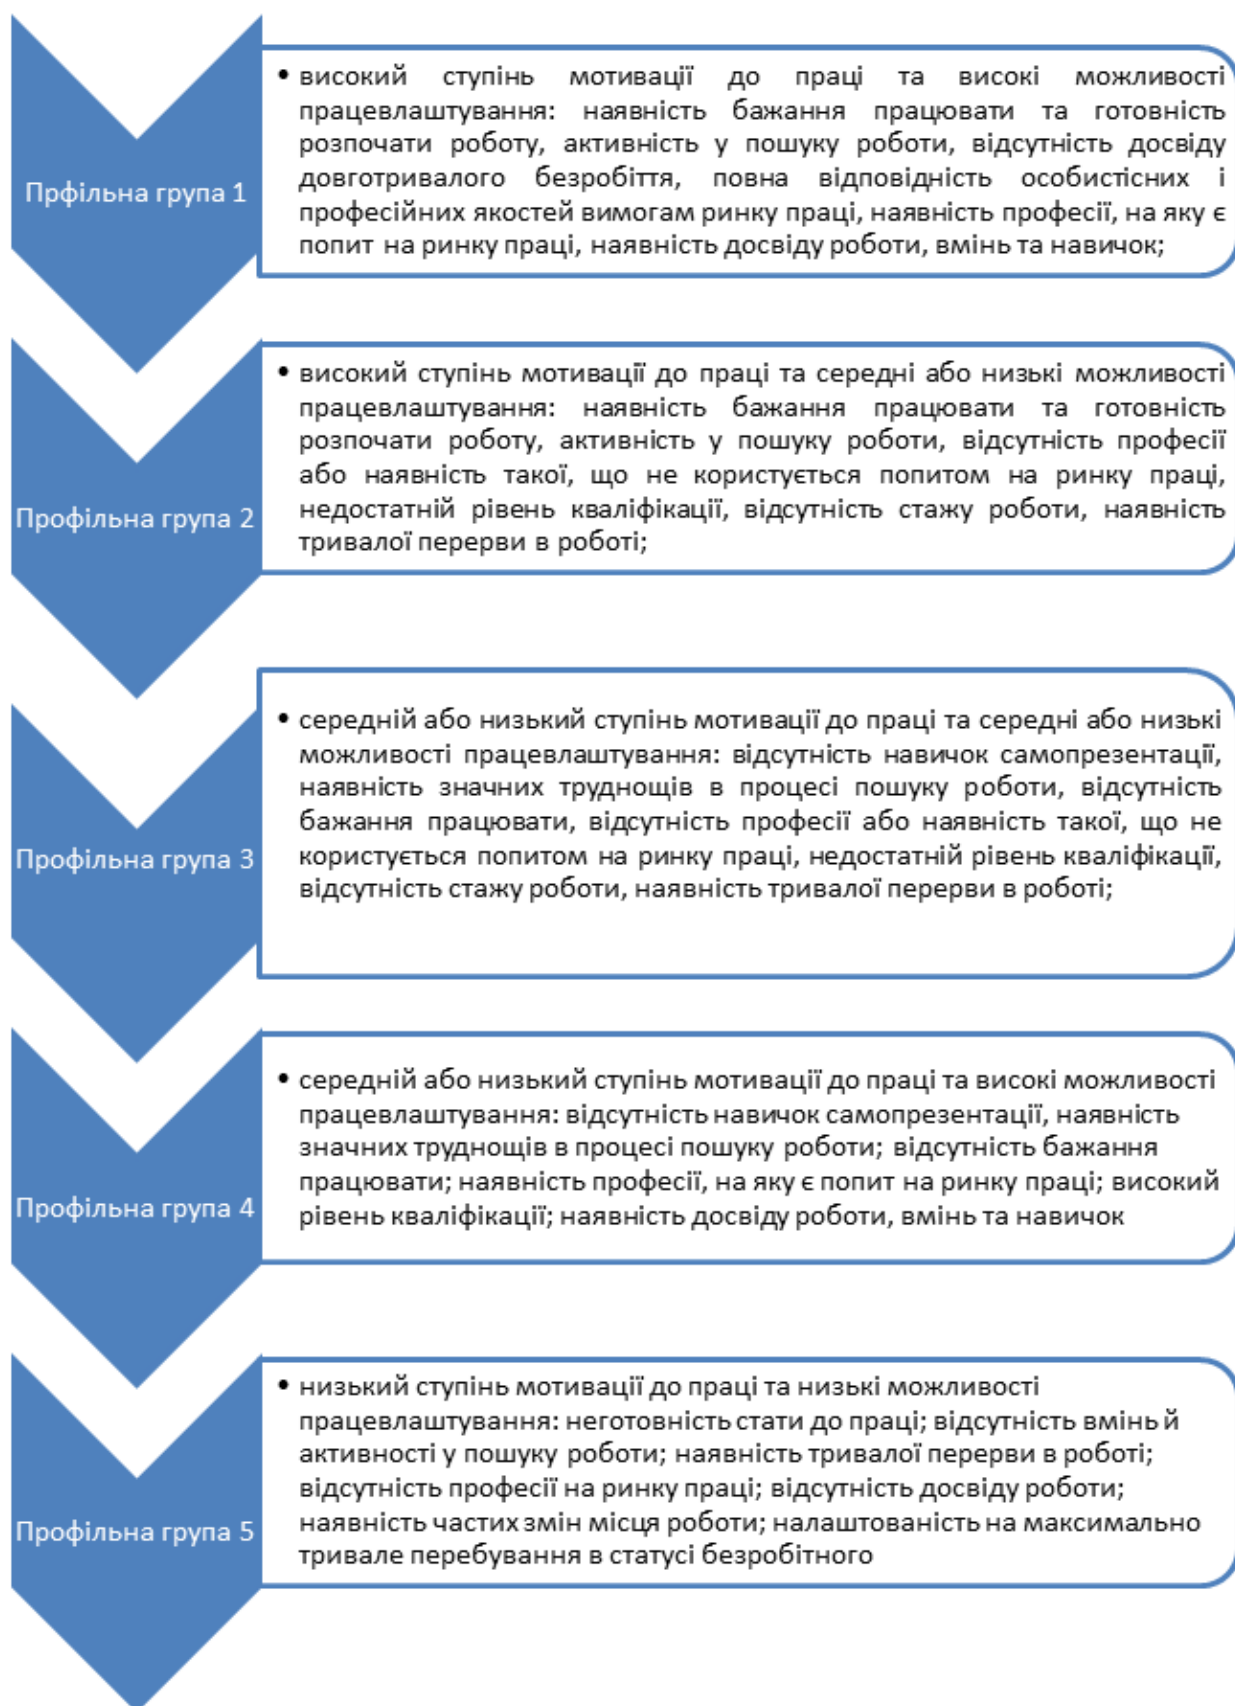 Прфільна група 1
• високий ступінь мотивації до праці та високі можливості
працевлаштування: наявність бажання працювати та готовність
розпочати роботу, активність у пошуку роботи, відсутність досвіду
довготривалого безробіття, повна відповідність особистісних і
професійних якостей вимогам ринку праці, наявність професії, на яку є
попит на ринку праці, наявність досвіду роботи, вмінь та навичок;
Профільна група 2
• високий ступінь мотивації до праці та середні або низькі можливості
працевлаштування: наявність бажання працювати та готовність
розпочати роботу, активність у пошуку роботи, відсутність професії
або наявність такої, що не користується попитом на ринку праці,
недостатній рівень кваліфікації, відсутність стажу роботи, наявність
тривалої перерви в роботі;
Профільна група 3
• середній або низький ступінь мотивації до праці та середні або низькі
можливості працевлаштування: відсутність навичок самопрезентації,
наявність значних труднощів в процесі пошуку роботи, відсутність
бажання працювати, відсутність професії або наявність такої, що не
користується попитом на ринку праці, недостатній рівень кваліфікації,
відсутність стажу роботи, наявність тривалої перерви в роботі;
Профільна група 4
• середній або низький ступінь мотивації до праці та високі можливості
працевлаштування: відсутність навичок самопрезентації, наявність
значних труднощів в процесі пошуку роботи; відсутність бажання
працювати; наявність професії, на яку є попит на ринку праці; високий
рівень кваліфікації; наявність досвіду роботи, вмінь та навичок
Профільна група 5
• низький ступінь мотивації до праці та низькі можливості
працевлаштування: неготовність стати до праці; відсутність вмінь й
активності у пошуку роботи; наявність тривалої перерви в роботі;
відсутність професії на ринку праці; відсутність досвіду роботи;
наявність частих змін місця роботи; налаштованість на максимально
тривале перебування в статусі безробітного